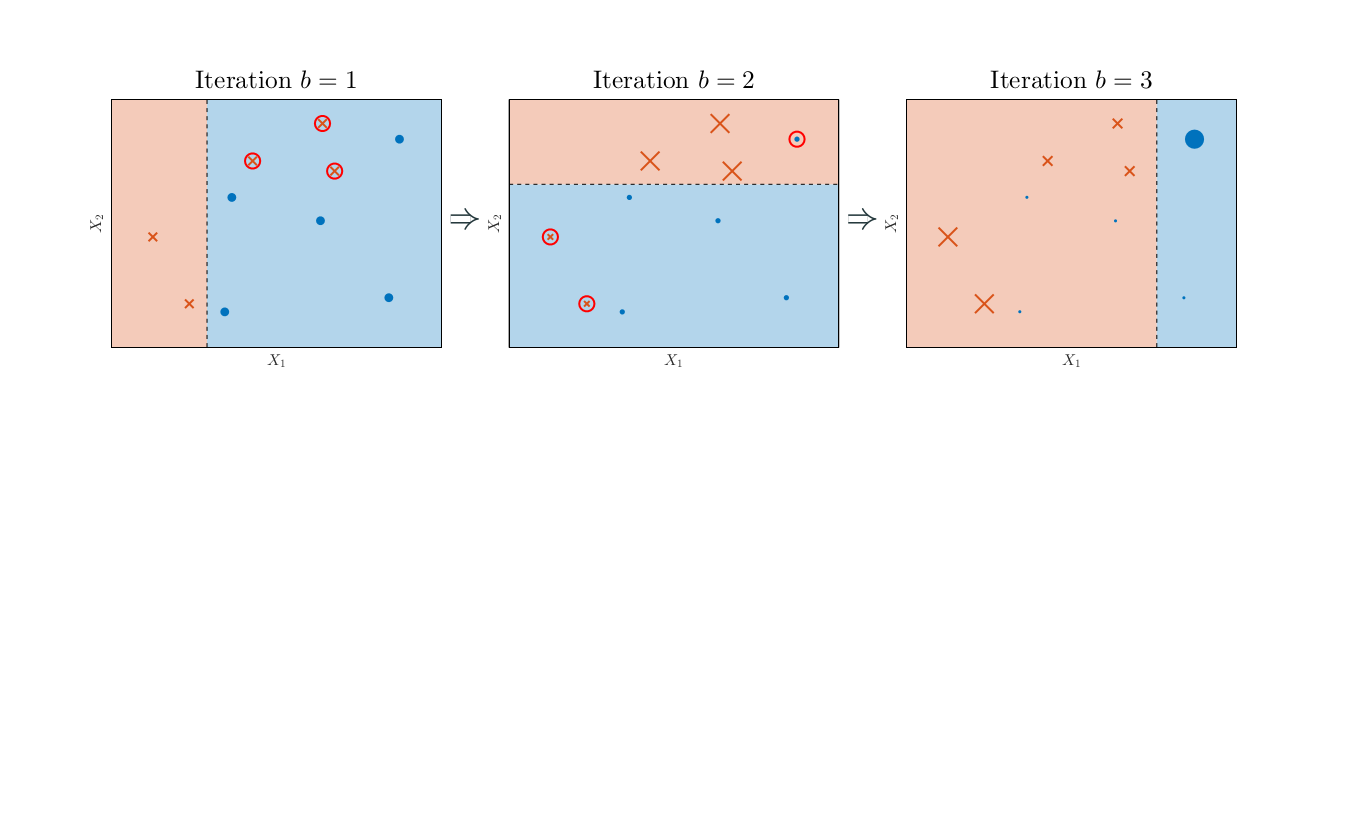 Iteration b = 1
X₂
X₁
⇒
Iteration b = 2
X₂
X₁
⇒
Iteration b = 3
X₂
X₁